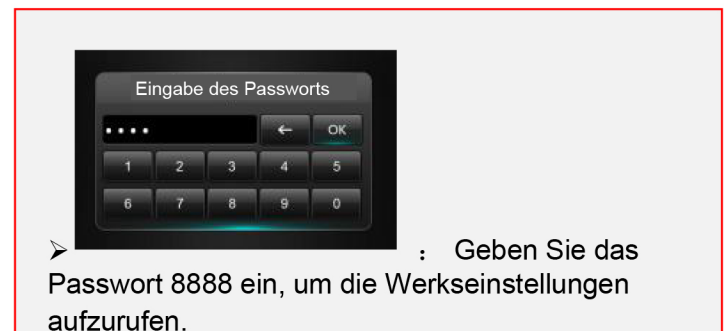 Eingabe des Passworts
•••• ← OK
1 2 3 4 5
6 7 8 9 0
➢ : Geben Sie das
Passwort 8888 ein, um die Werkseinstellungen
aufzurufen.